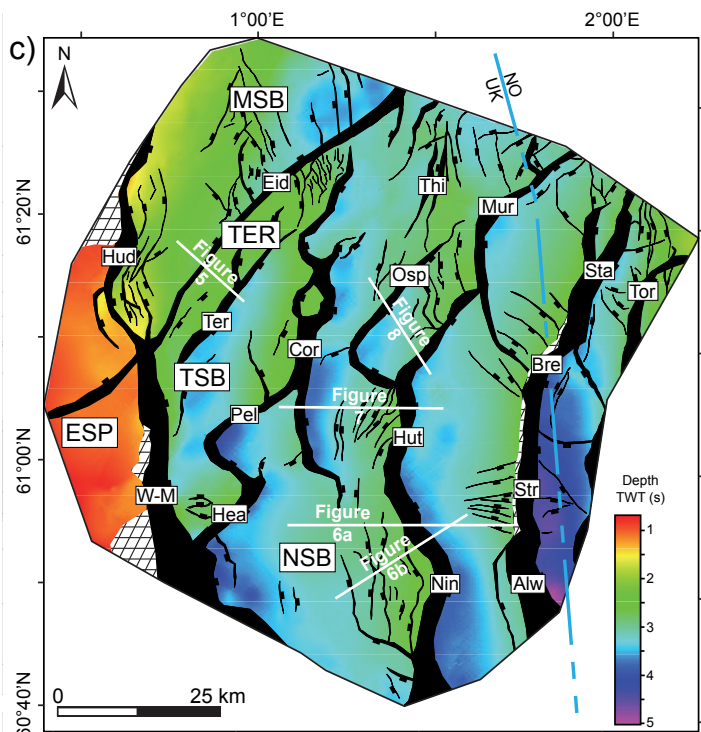 1°00'E
2°00'E
c)
N
MSB
NO
UK
Eid
Thi
61°20'N
Mur
TER
Hud
Figure
5
Osp
Sta
Tor
Ter
Figure
8
Cor
Bre
TSB
Figure
7
Pel
ESP
Hut
61°00'N
Depth
TWT (s)
W-M
Str
Hea
Figure
6a
1
NSB
Figure
6b
2
Nin
Alw
3
0
25 km
4
60°40'N
5